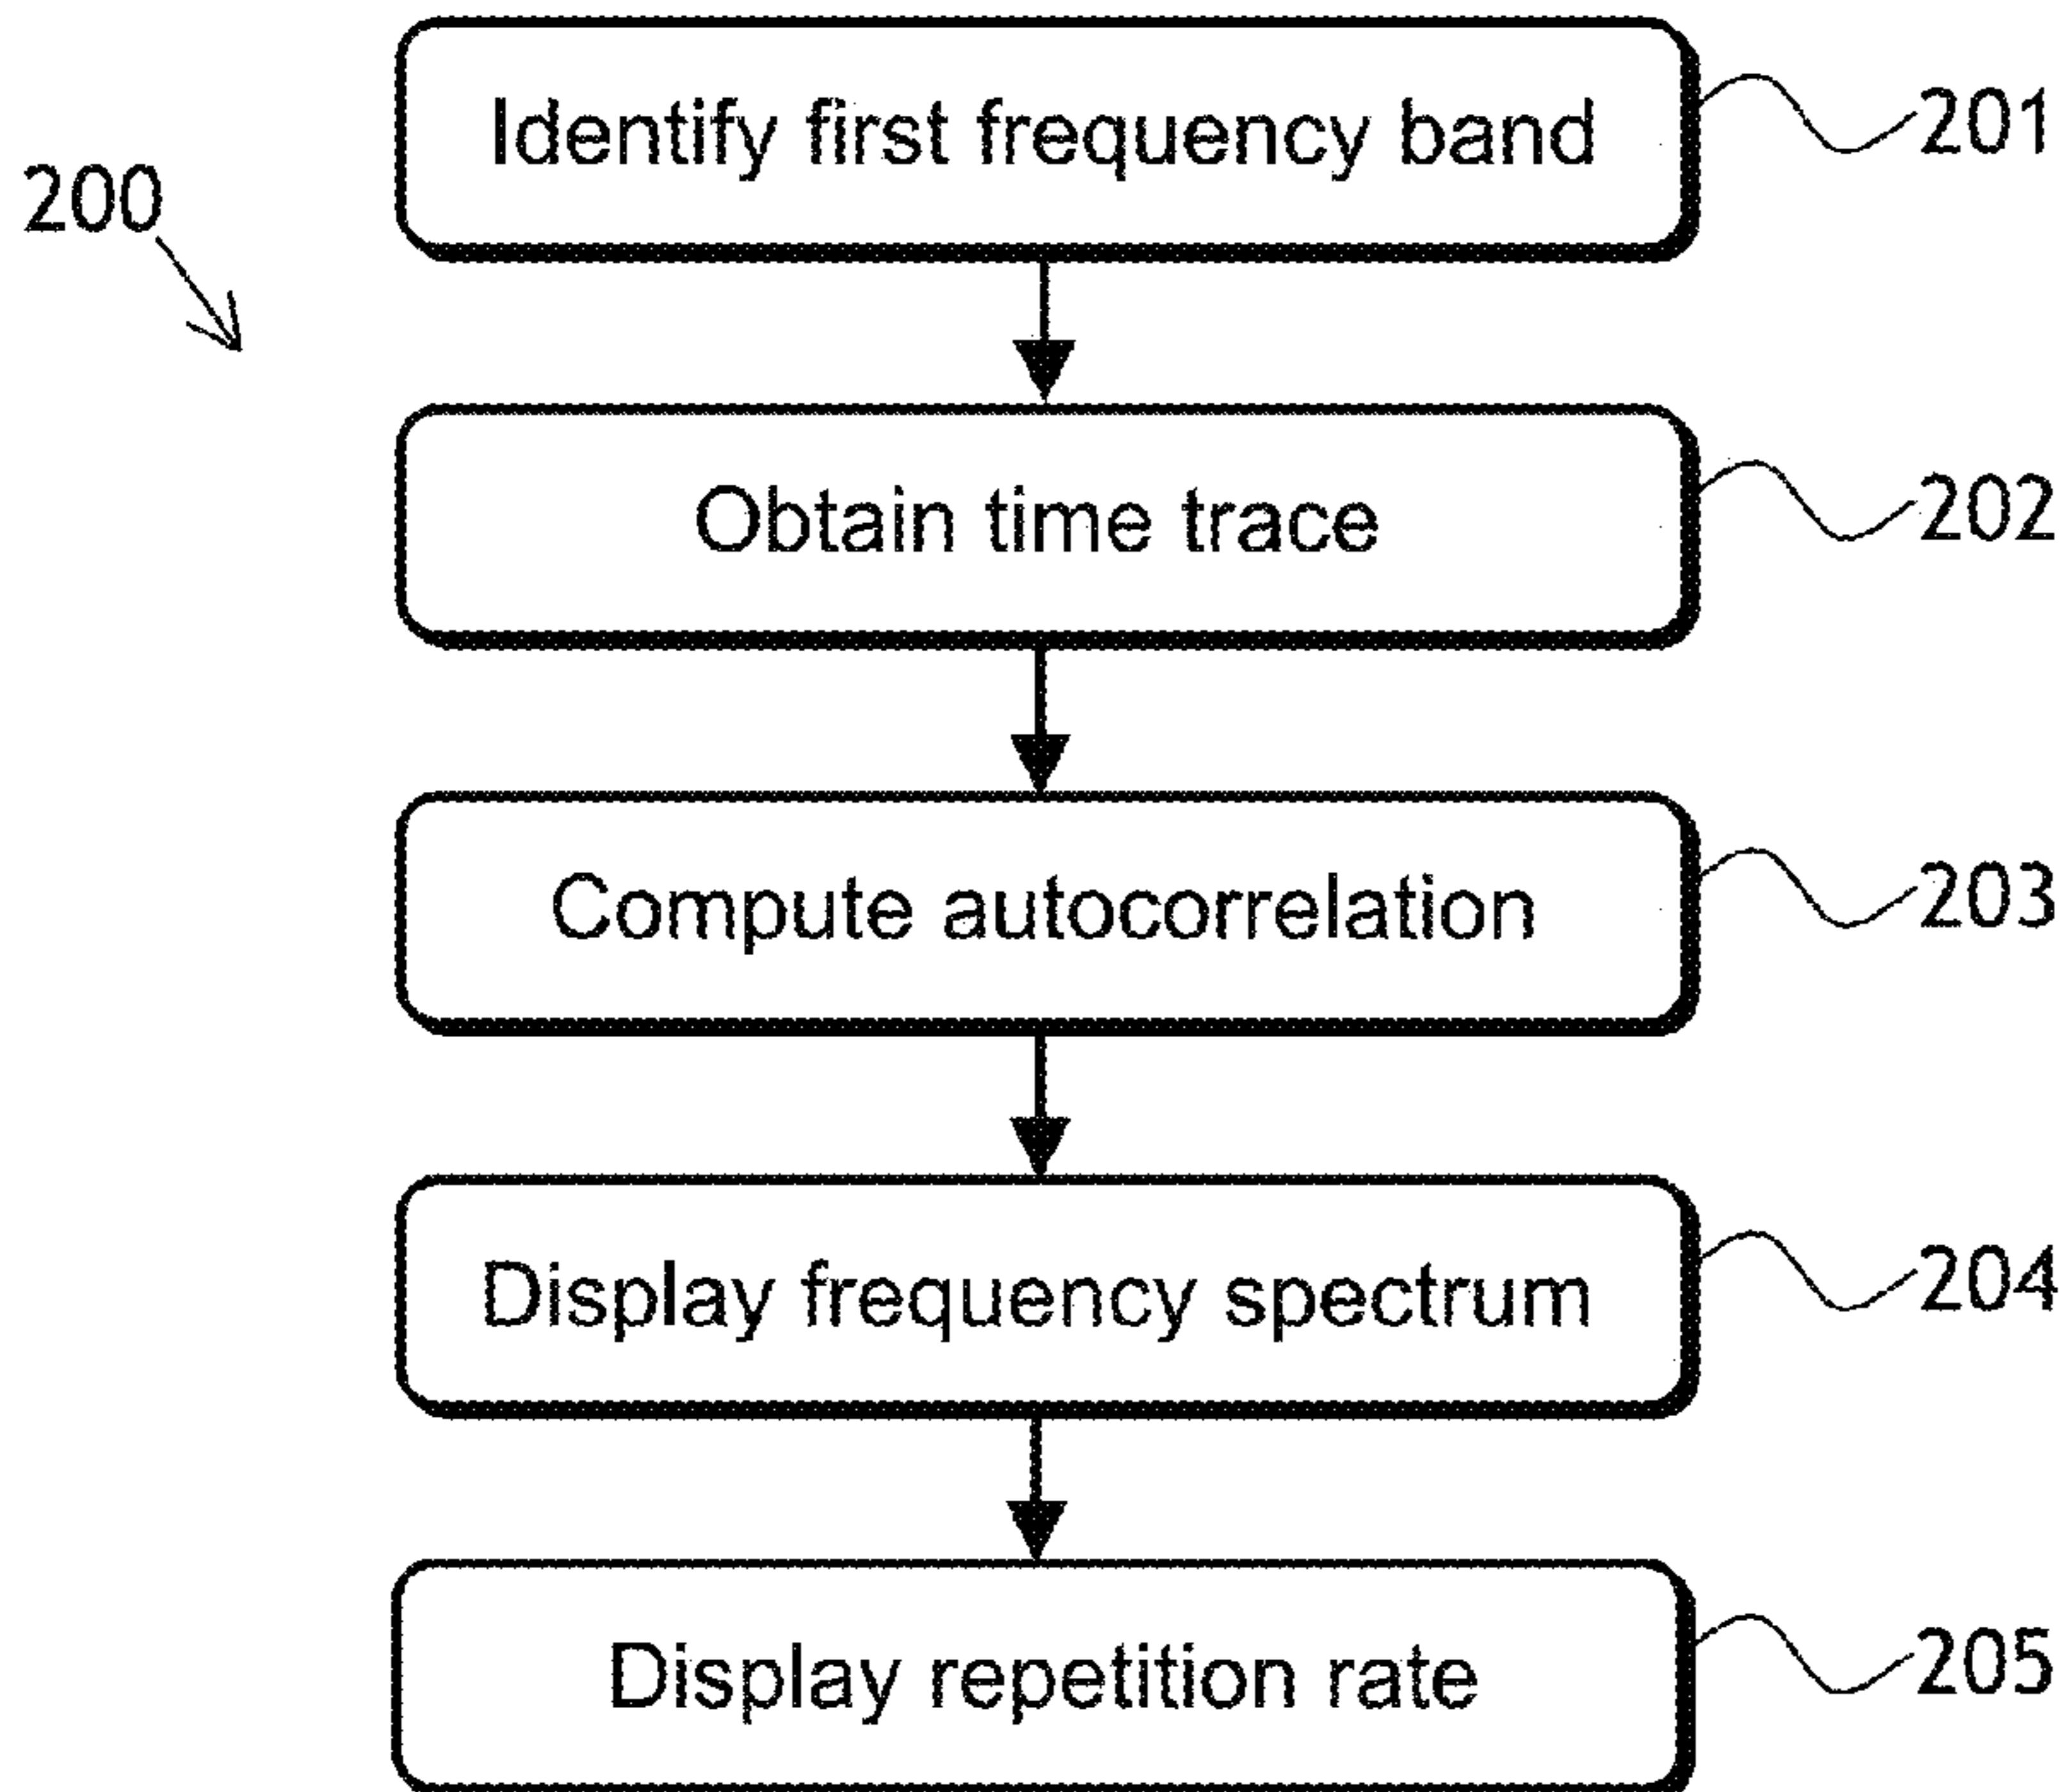 Identify first frequency band
201
200
Obtain time trace
202
Compute autocorrelation
203
Display frequency spectrum
204
Display repetition rate
205